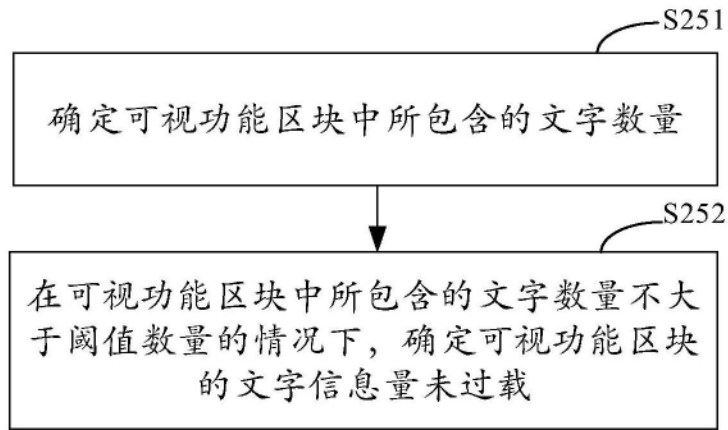 S251
确定可视功能区块中所包含的文字数量
S252
在可视功能区块中所包含的文字数量不大
于阈值数量的情况下，确定可视功能区块
的文字信息量未过载